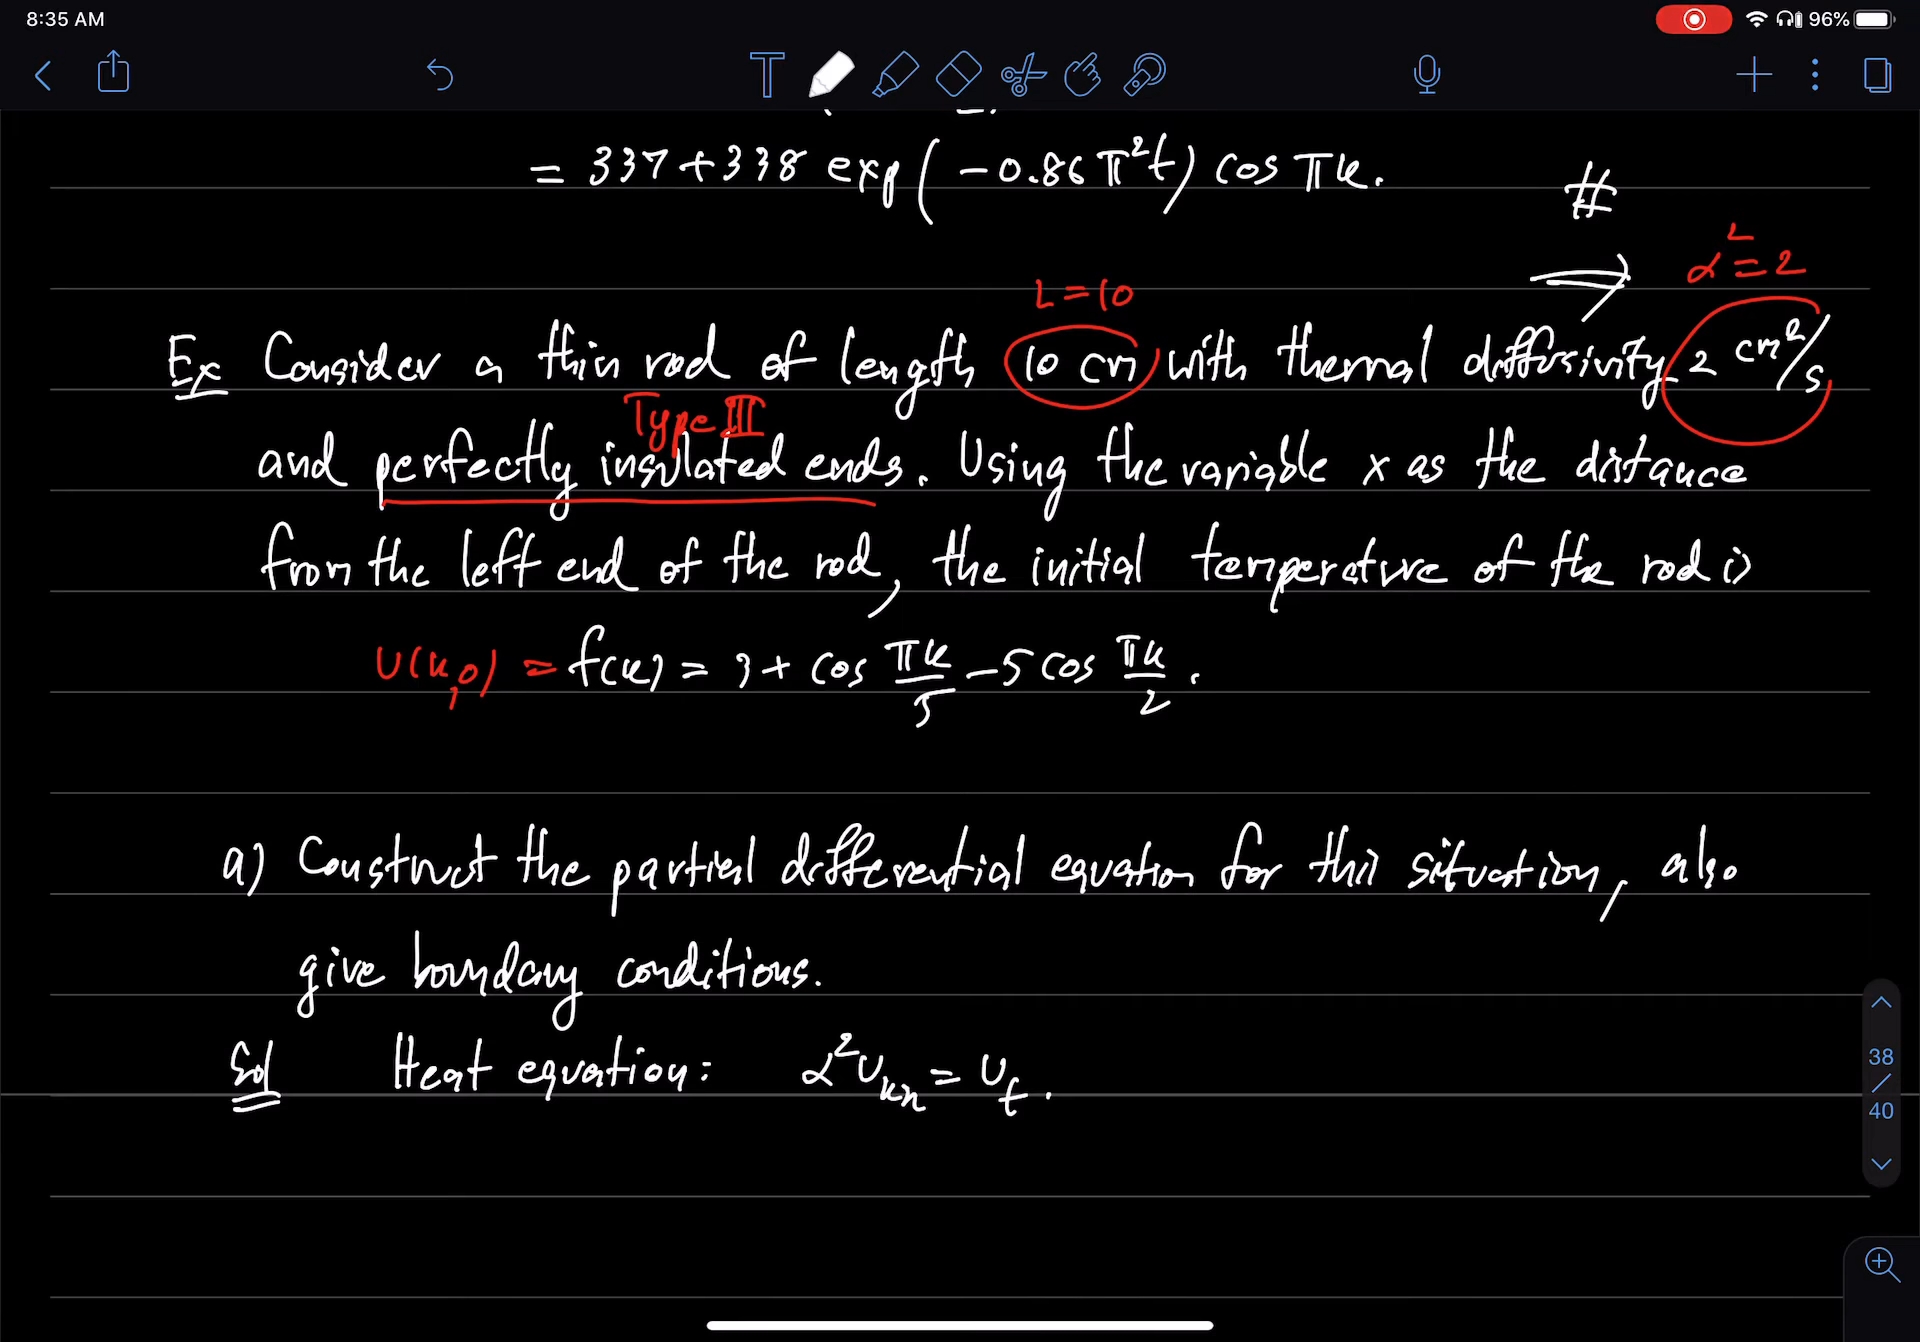 8:35 AM
96%
= 337 + 338 exp(-0.86 π²t) cos πx. #
L = 10
⇒ α² = 2
Ex Consider a thin rod of length 10 cm with thermal diffusivity 2 cm²/s
Type III
and perfectly insulated ends. Using the variable x as the distance
from the left end of the rod, the initial temperature of the rod is
U(x,0) = f(x) = 3 + cos πx/5 - 5 cos πx/2.
a) Construct the partial differential equation for this situation, also
give boundary conditions.
Sol Heat equation: α²Uxx = Ut.
38
/
40